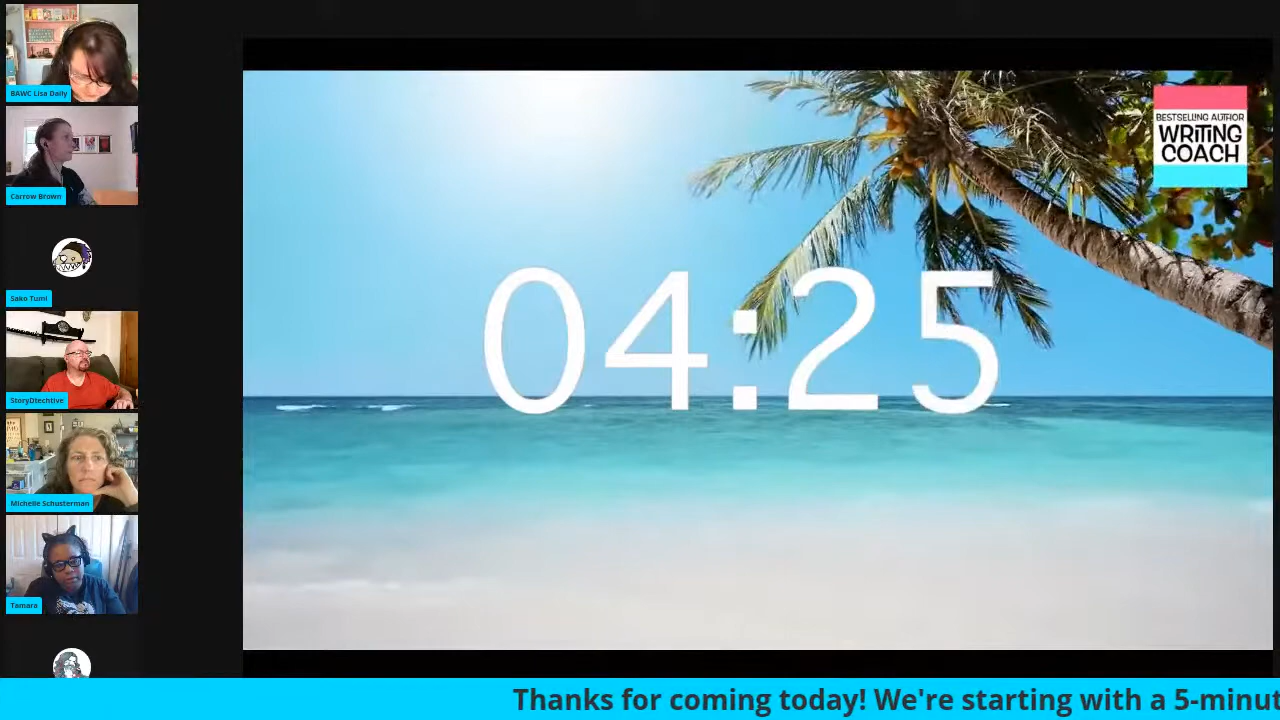 BAWC Lisa Daily
Carrow Brown
Sako Tumi
StoryDtechtive
Michelle Schusterman
Tamara
04:25
BESTSELLING AUTHOR
WRITING
COACH
Thanks for coming today! We're starting with a 5-minut